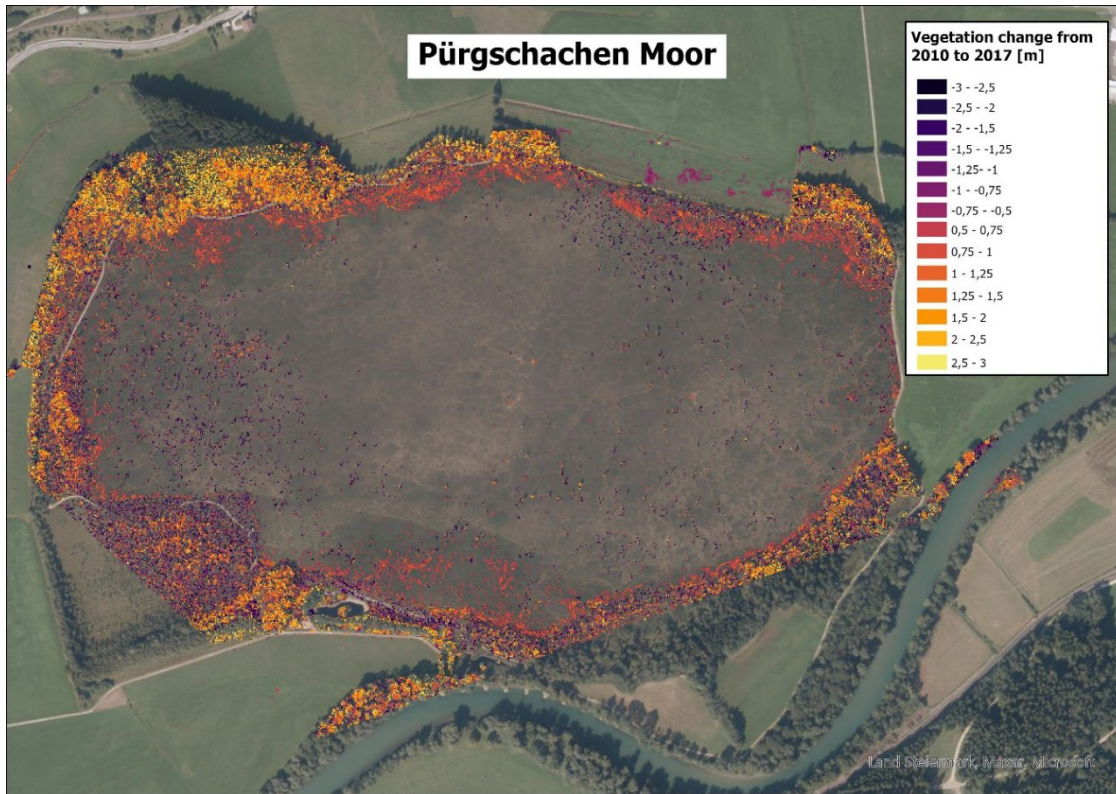 Pürgschachen Moor
Vegetation change from
2010 to 2017 [m]
-3 - -2,5
-2,5 - -2
-2 - -1,5
-1,5 - -1,25
-1,25- -1
-1 - -0,75
-0,75 - -0,5
0,5 - 0,75
0,75 - 1
1 - 1,25
1,25 - 1,5
1,5 - 2
2 - 2,5
2,5 - 3
Land Steiermark, Maxar, Microsoft